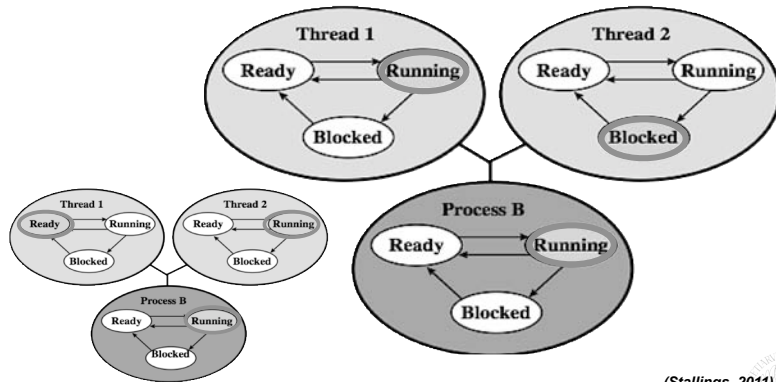 Thread 1
Thread 2
Ready
Running
Ready
Running
Blocked
Blocked
Process B
Ready
Running
Blocked
Thread 1
Thread 2
Ready
Running
Ready
Running
Blocked
Blocked
Process B
Ready
Running
Blocked
(Stallings, 2011)